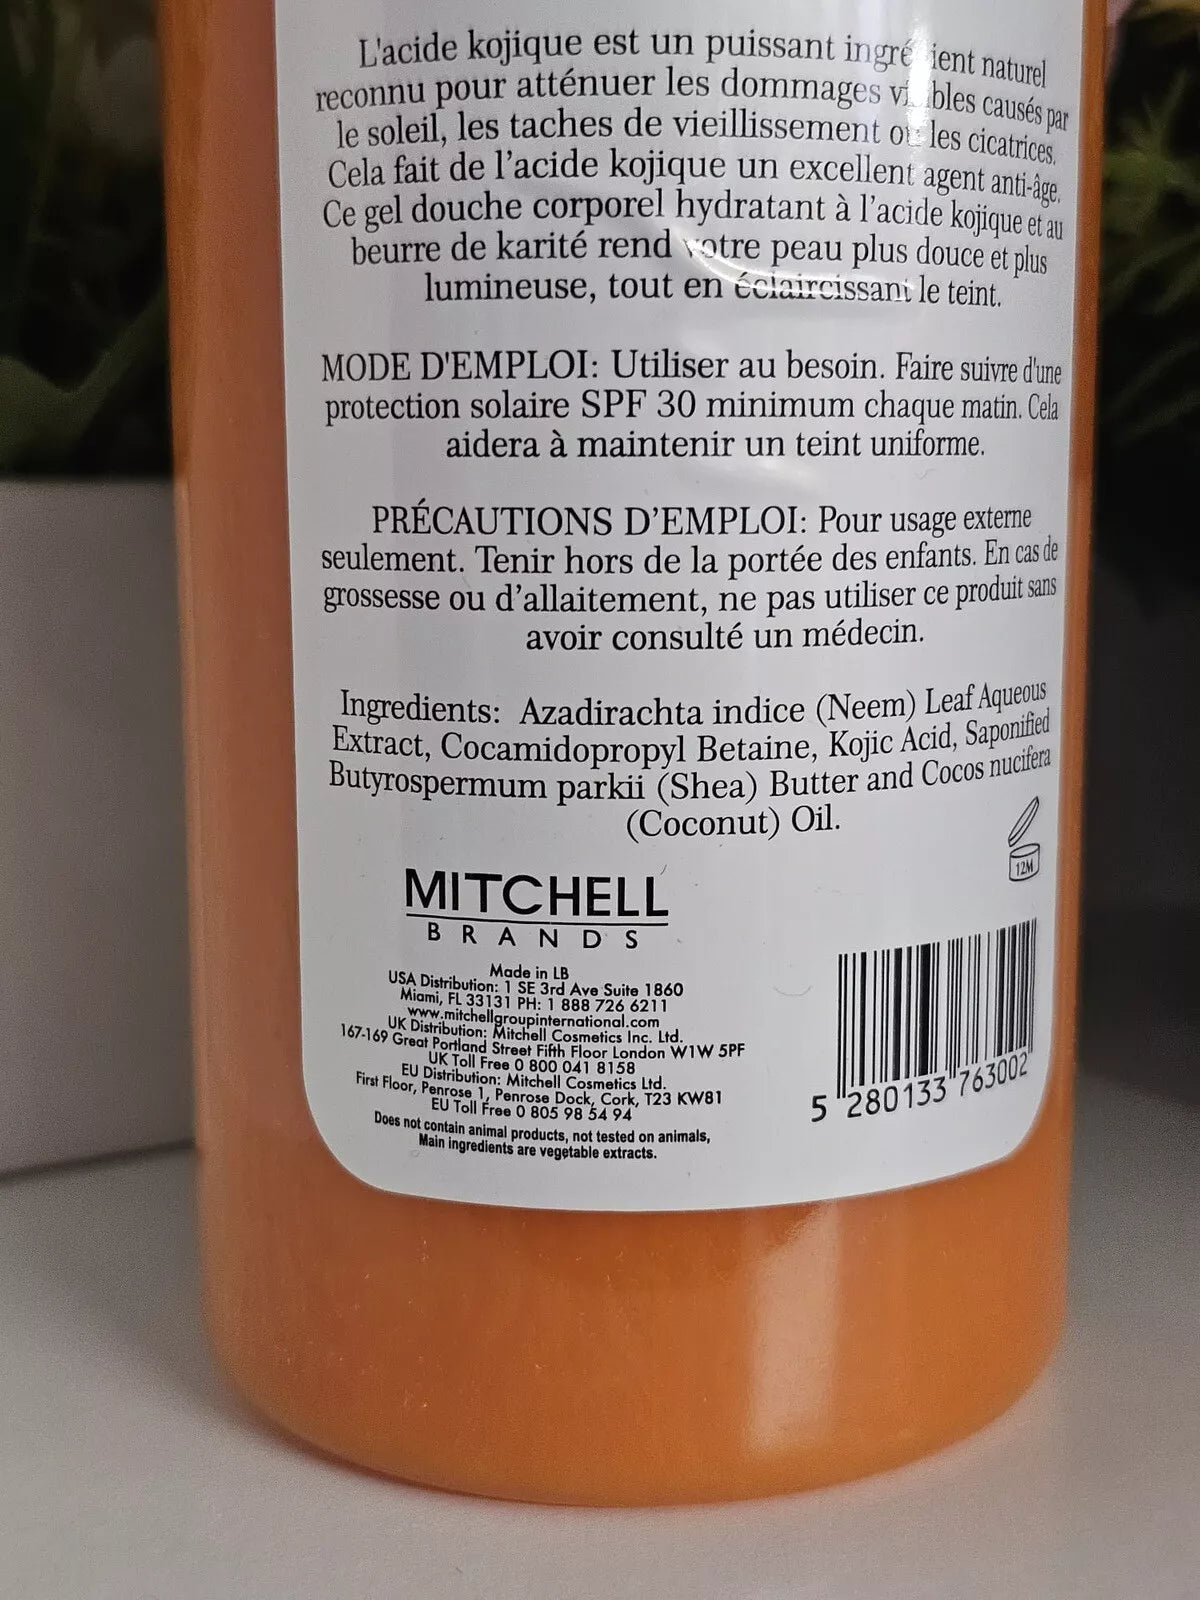 L'acide kojique est un puissant ingrédient naturel
reconnu pour atténuer les dommages visibles causés par
le soleil, les taches de vieillissement ou les cicatrices.
Cela fait de l'acide kojique un excellent agent anti-âge.
Ce gel douche corporel hydratant à l'acide kojique et au
beurre de karité rend votre peau plus douce et plus
lumineuse, tout en éclaircissant le teint.
MODE D'EMPLOI: Utiliser au besoin. Faire suivre d'une
protection solaire SPF 30 minimum chaque matin. Cela
aidera à maintenir un teint uniforme.
PRÉCAUTIONS D'EMPLOI: Pour usage externe
seulement. Tenir hors de la portée des enfants. En cas de
grossesse ou d'allaitement, ne pas utiliser ce produit sans
avoir consulté un médecin.
Ingredients: Azadirachta indice (Neem) Leaf Aqueous
Extract, Cocamidopropyl Betaine, Kojic Acid, Saponified
Butyrospermum parkii (Shea) Butter and Cocos nucifera
(Coconut) Oil.
12M
MITCHELL
BRANDS
Made in LB
USA Distribution: 1 SE 3rd Ave Suite 1860
Miami, FL 33131 PH: 1 888 726 6211
www.mitchellgroupinternational.com
UK Distribution: Mitchell Cosmetics Inc. Ltd.
167-169 Great Portland Street Fifth Floor London W1W 5PF
UK Toll Free 0 800 041 8158
EU Distribution: Mitchell Cosmetics Ltd.
First Floor, Penrose 1, Penrose Dock, Cork, T23 KW81
EU Toll Free 0 805 98 54 94
Does not contain animal products, not tested on animals,
Main ingredients are vegetable extracts.
5 280133 763002